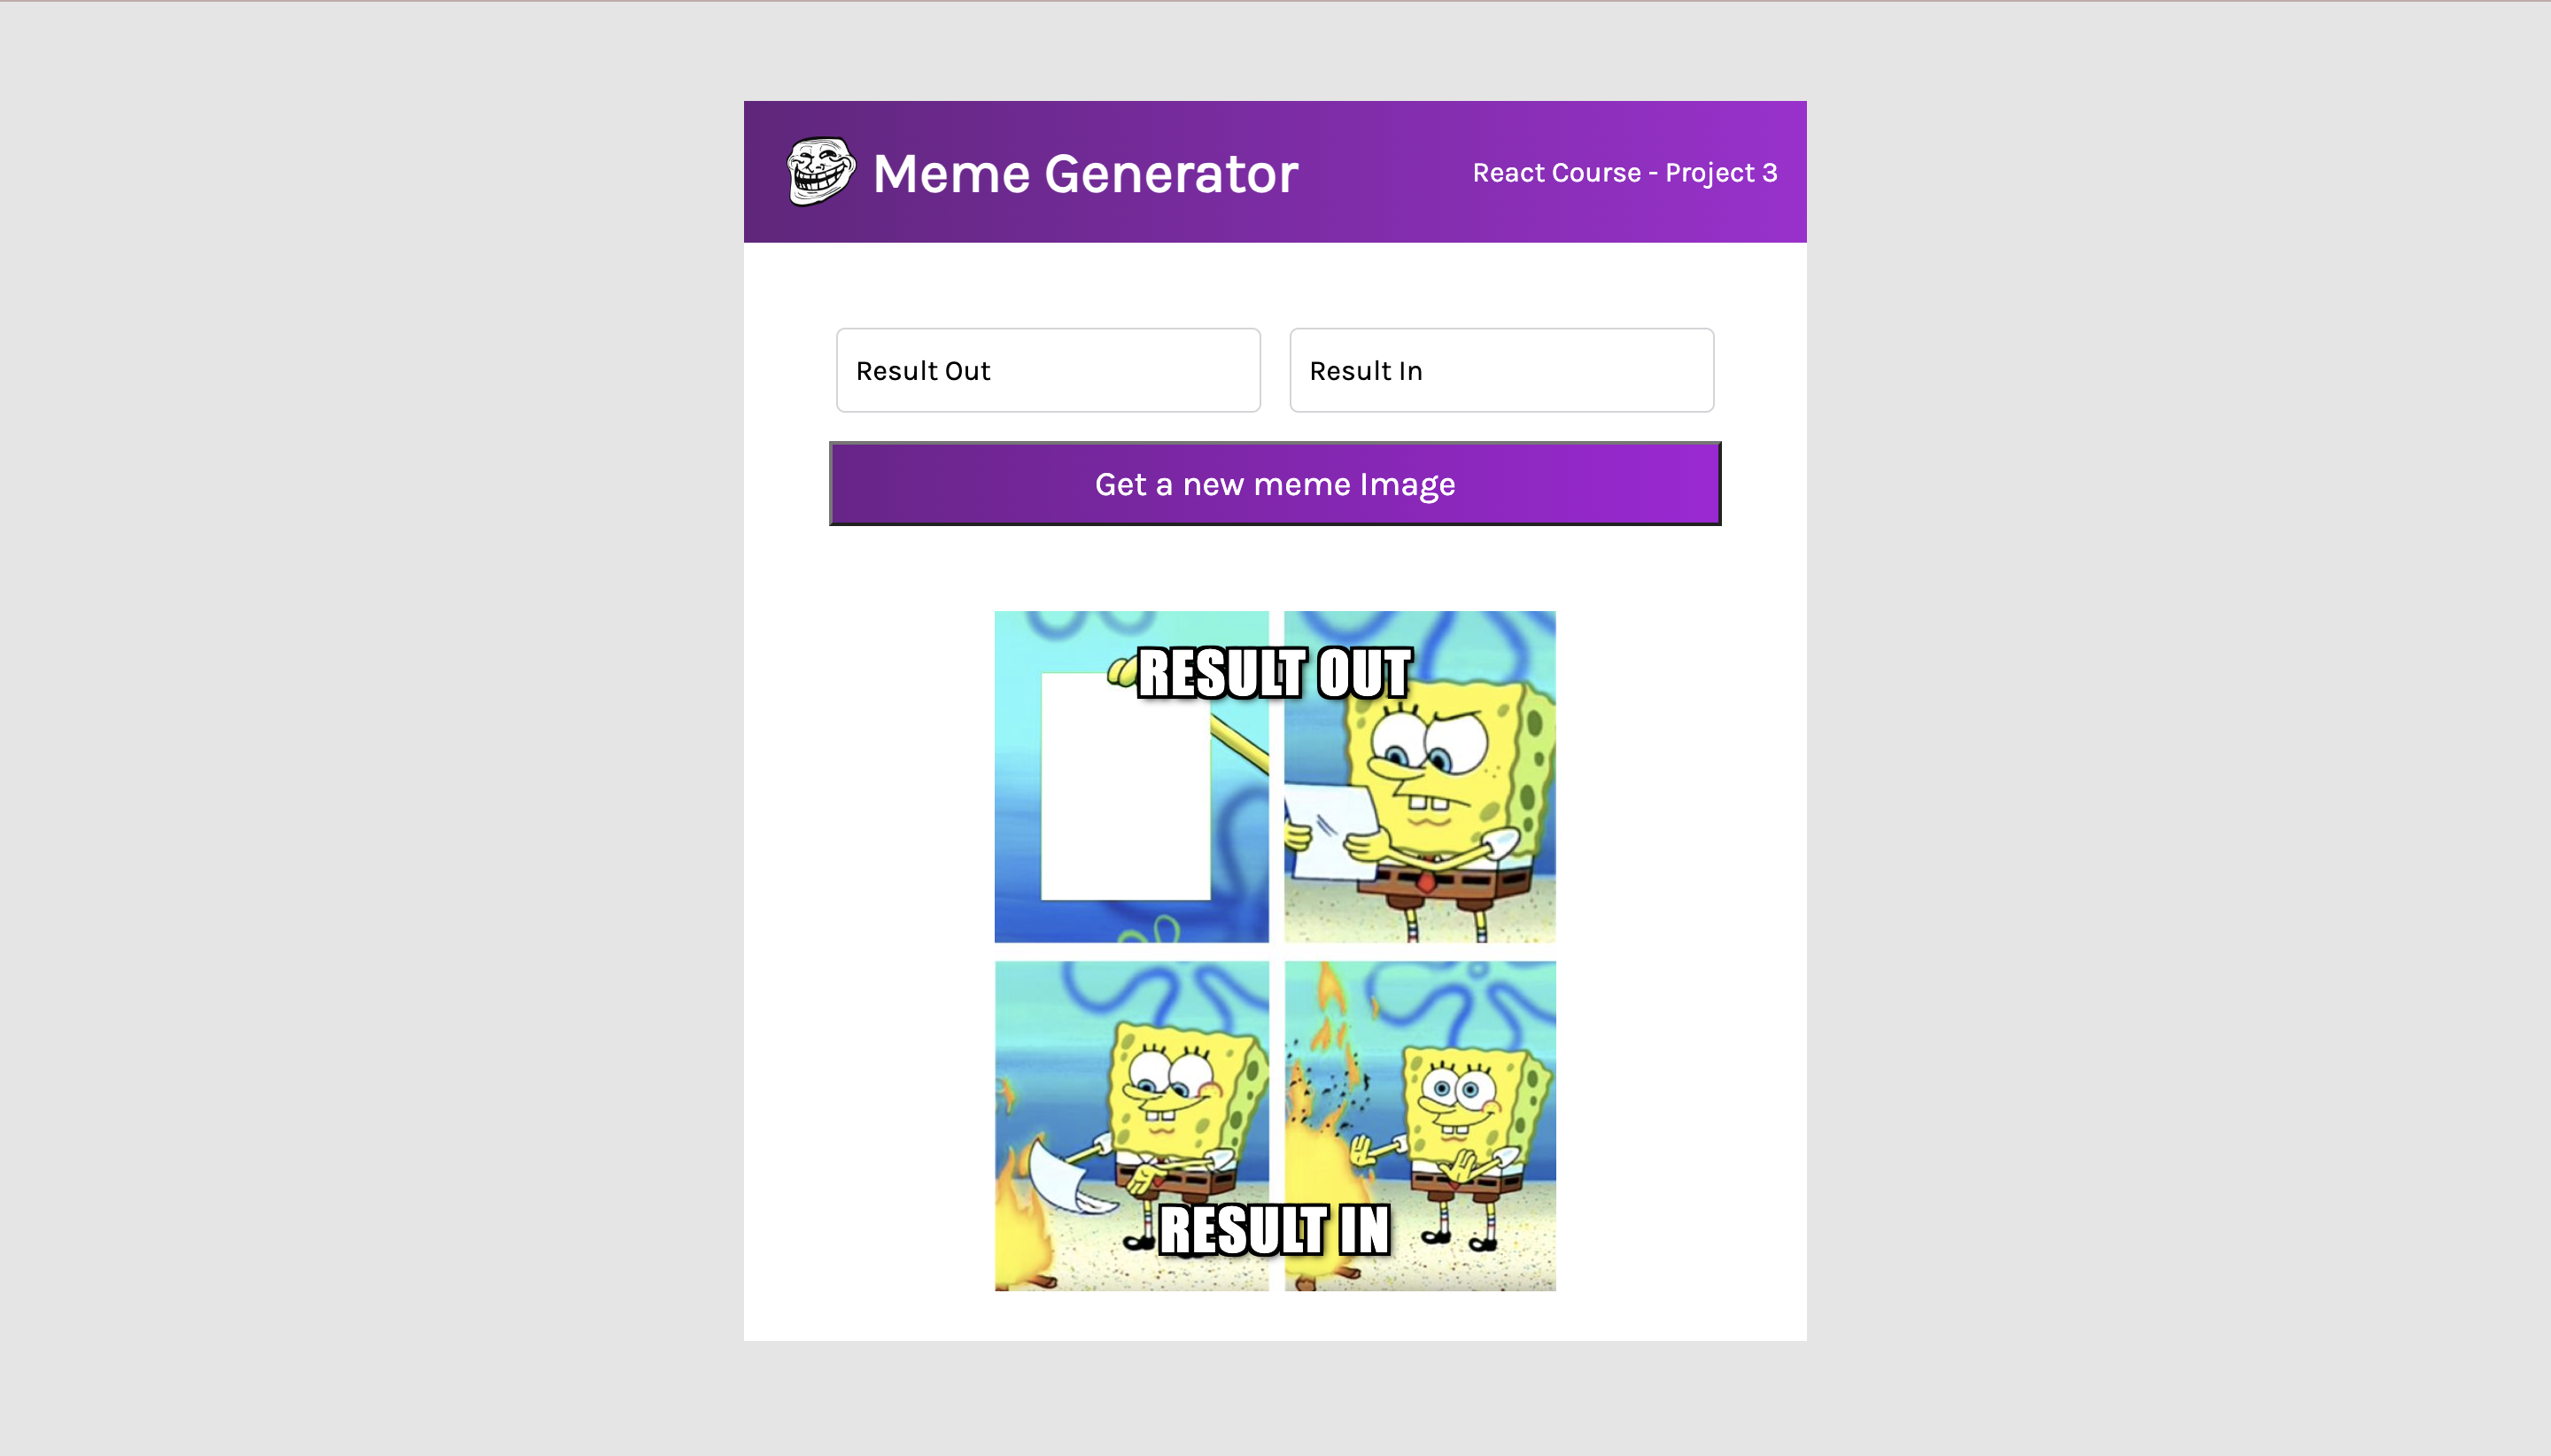 Meme Generator
React Course - Project 3
Result Out
Result In
Get a new meme Image
RESULT OUT
RESULT IN